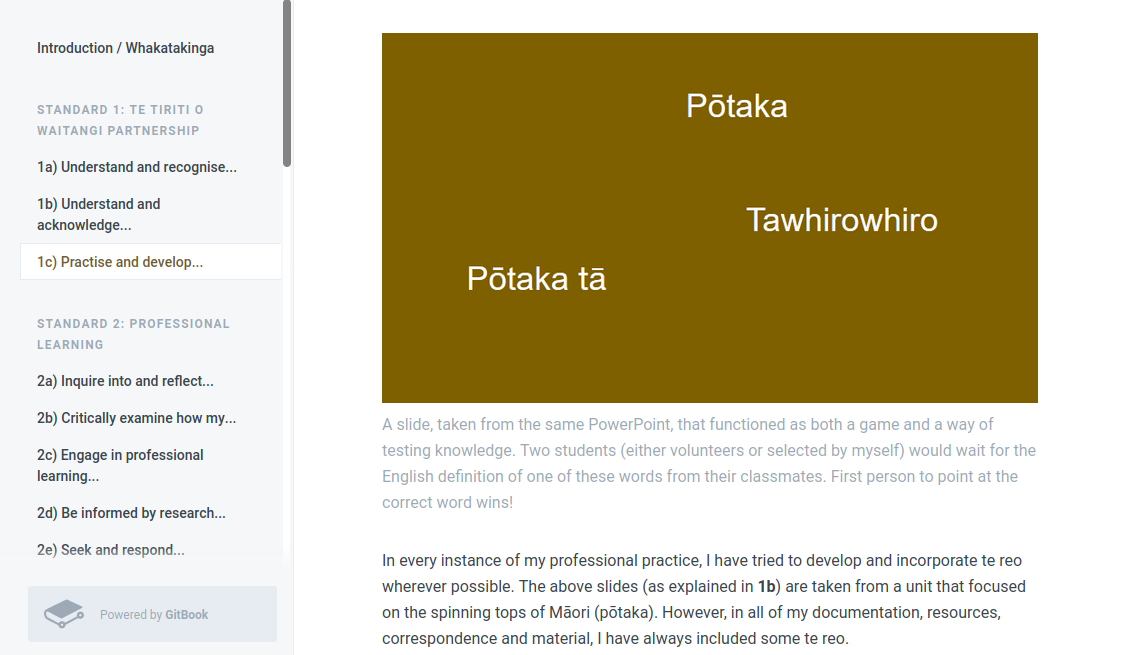 Introduction / Whakatakinga
STANDARD 1: TE TIRITI O
WAITANGI PARTNERSHIP
1a) Understand and recognise...
1b) Understand and
acknowledge...
1c) Practise and develop...
STANDARD 2: PROFESSIONAL
LEARNING
2a) Inquire into and reflect...
2b) Critically examine how my...
2c) Engage in professional
learning...
2d) Be informed by research...
2e) Seek and respond...
Powered by GitBook
Pōtaka
Tawhirowhiro
Pōtaka tā
A slide, taken from the same PowerPoint, that functioned as both a game and a way of
testing knowledge. Two students (either volunteers or selected by myself) would wait for the
English definition of one of these words from their classmates. First person to point at the
correct word wins!
In every instance of my professional practice, I have tried to develop and incorporate te reo
wherever possible. The above slides (as explained in 1b) are taken from a unit that focused
on the spinning tops of Māori (pōtaka). However, in all of my documentation, resources,
correspondence and material, I have always included some te reo.